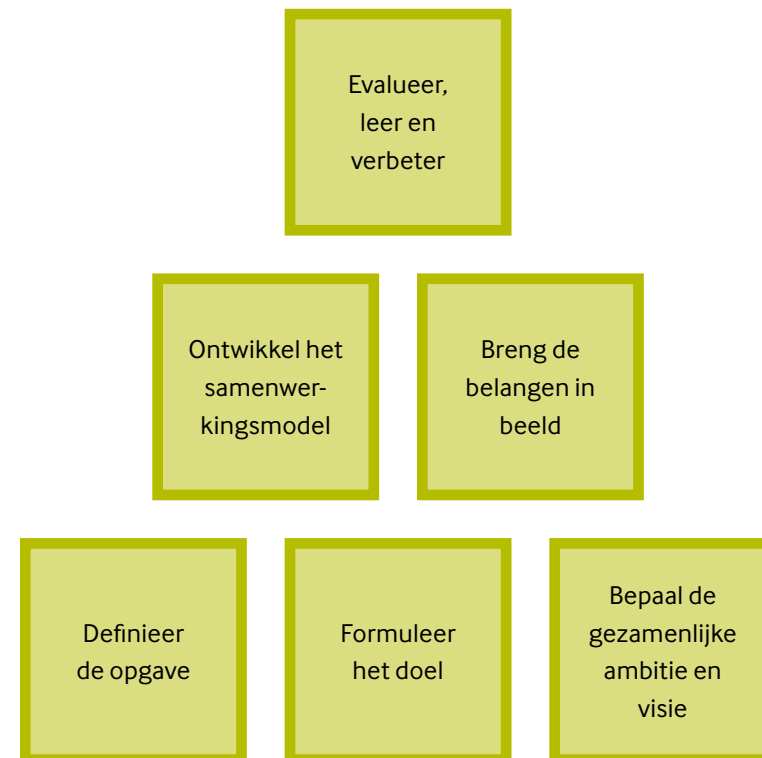 Evalueer,
leer en
verbeter
Ontwikkel het
samenwer-
kingsmodel
Breng de
belangen in
beeld
Definieer
de opgave
Formuleer
het doel
Bepaal de
gezamenlijke
ambitie en
visie